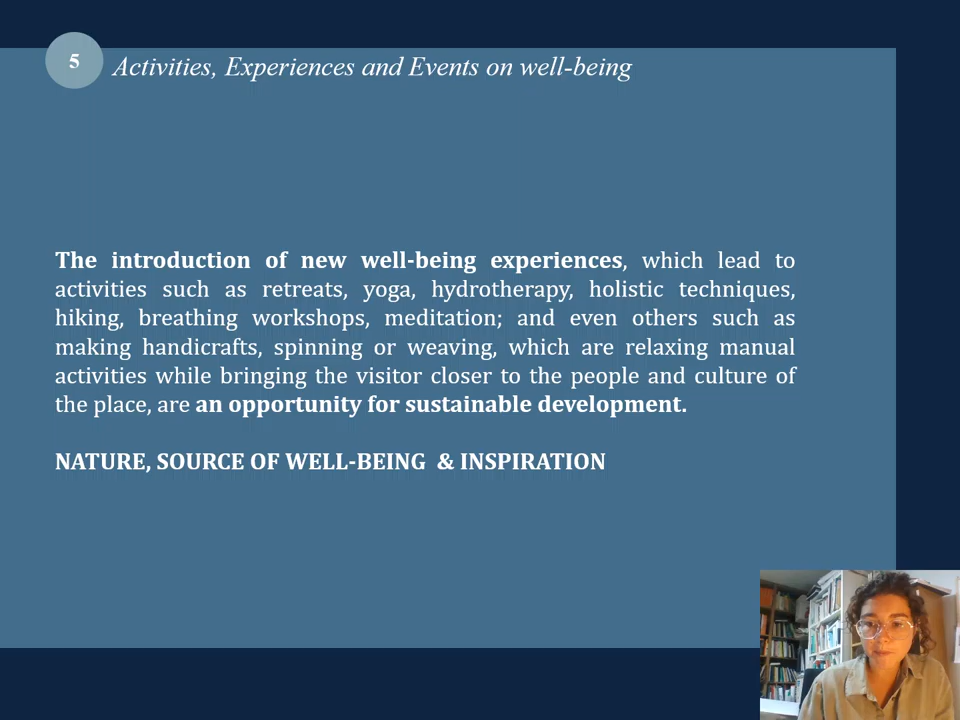 5
Activities, Experiences and Events on well-being
The introduction of new well-being experiences, which lead to
activities such as retreats, yoga, hydrotherapy, holistic techniques,
hiking, breathing workshops, meditation; and even others such as
making handicrafts, spinning or weaving, which are relaxing manual
activities while bringing the visitor closer to the people and culture of
the place, are an opportunity for sustainable development.
NATURE, SOURCE OF WELL-BEING & INSPIRATION